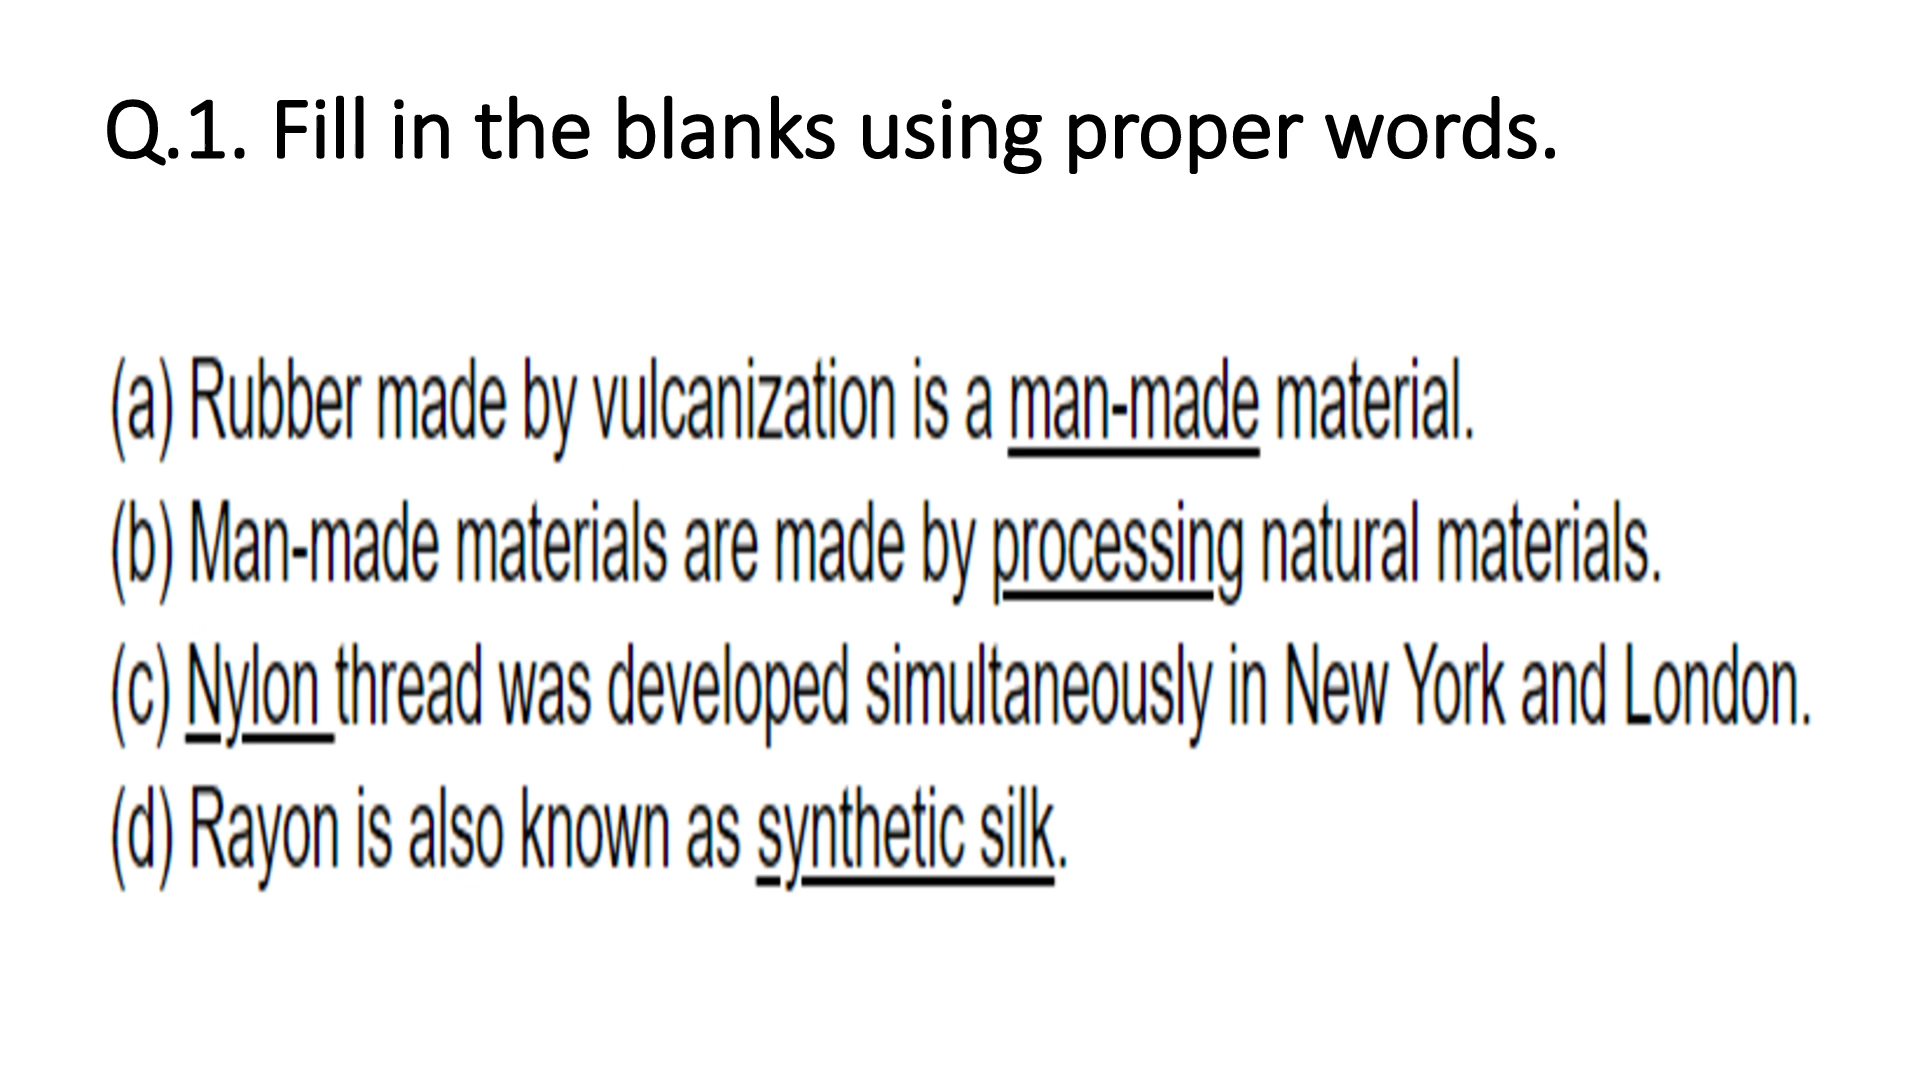 Q.1. Fill in the blanks using proper words.
(a) Rubber made by vulcanization is a man-made material.
(b) Man-made materials are made by processing natural materials.
(c) Nylon thread was developed simultaneously in New York and London.
(d) Rayon is also known as synthetic silk.